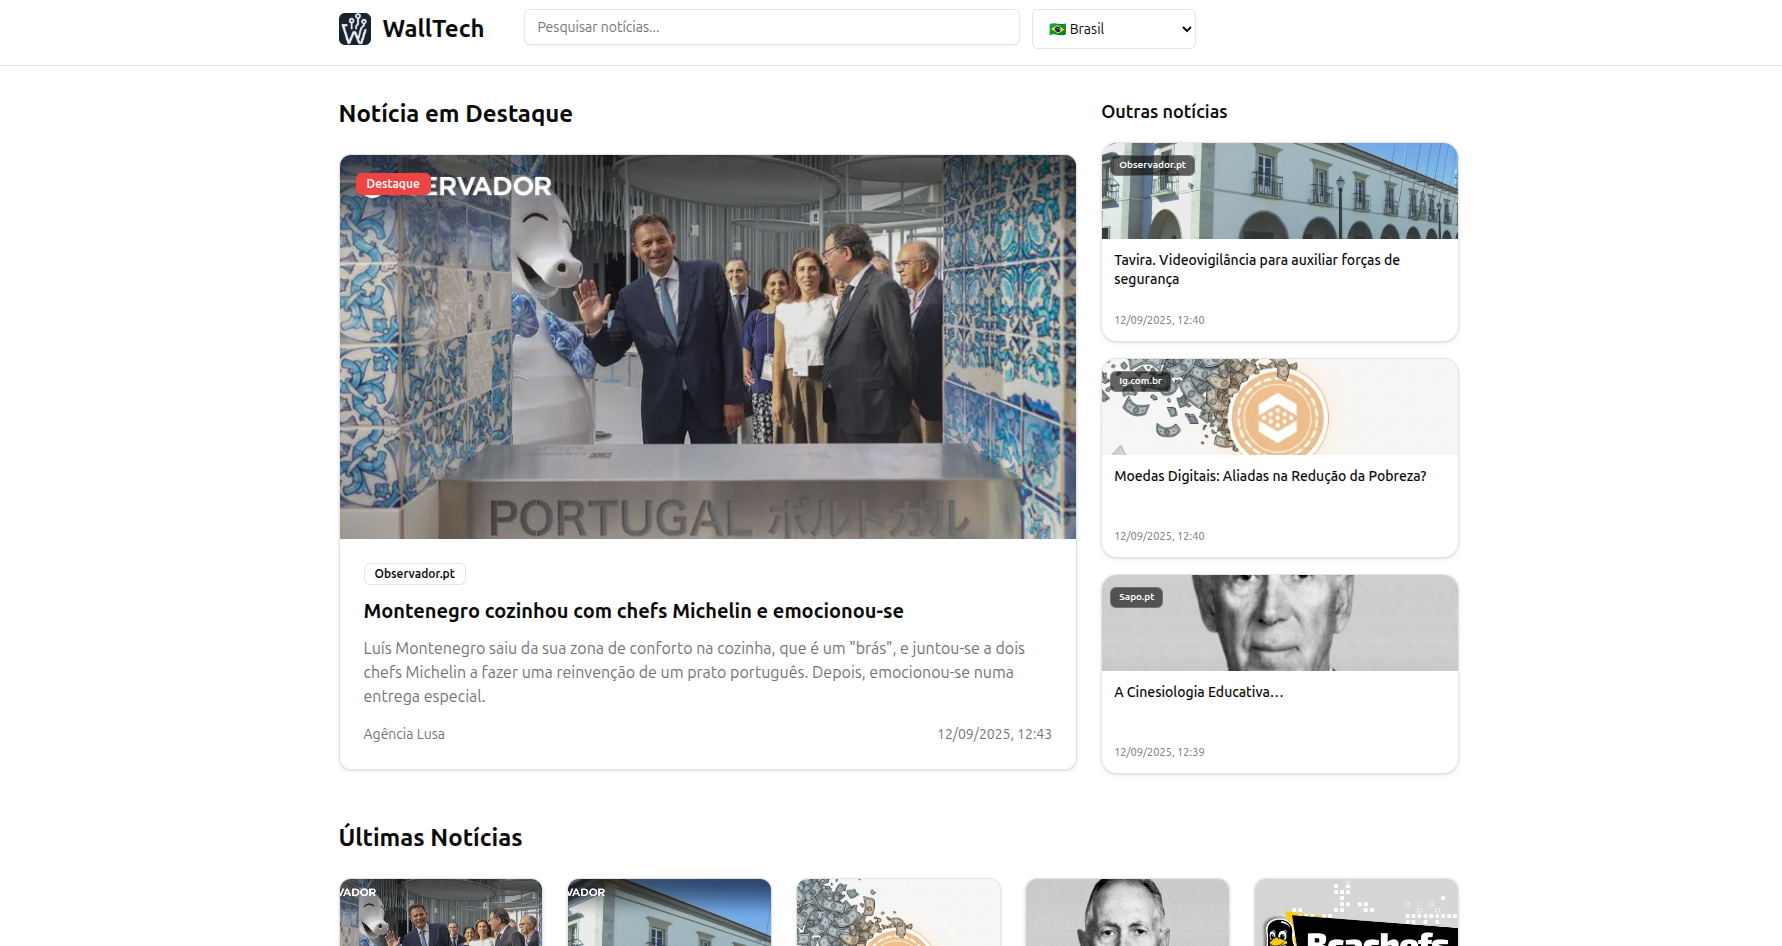 WallTech
Pesquisar notícias...
Brasil
Notícia em Destaque
Destaque
ERVADOR
PORTUGAL ポルトガル
Observador.pt
Montenegro cozinhou com chefs Michelin e emocionou-se
Luís Montenegro saiu da sua zona de conforto na cozinha, que é um "brás", e juntou-se a dois
chefs Michelin a fazer uma reinvenção de um prato português. Depois, emocionou-se numa
entrega especial.
Agência Lusa
12/09/2025, 12:43
Outras notícias
Observador.pt
Tavira. Videovigilância para auxiliar forças de
segurança
12/09/2025, 12:40
Ig.com.br
Moedas Digitais: Aliadas na Redução da Pobreza?
12/09/2025, 12:40
Sapo.pt
A Cinesiologia Educativa…
12/09/2025, 12:39
Últimas Notícias
VADOR
VADOR
Bcachefs